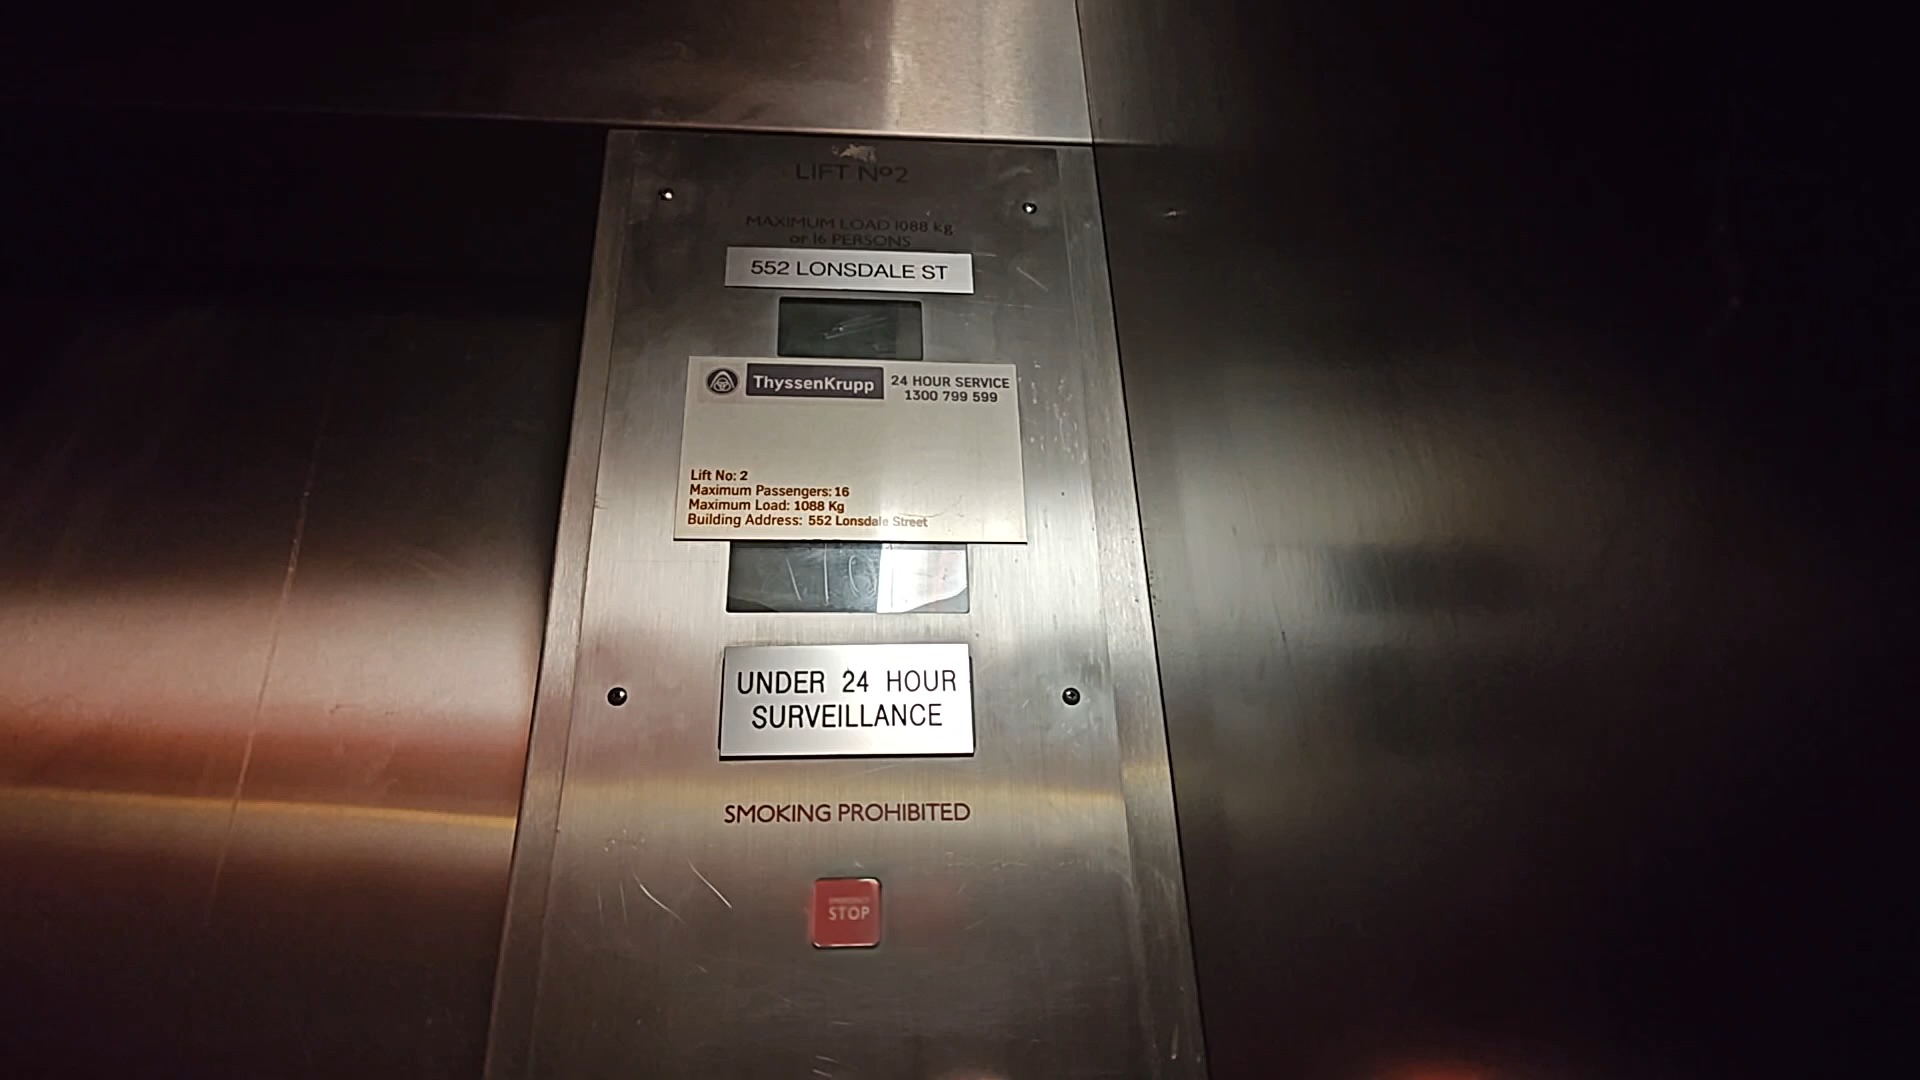 LIFT Nº2
MAXIMUM LOAD 1088 kg
or 16 PERSONS
552 LONSDALE ST
ThyssenKrupp
24 HOUR SERVICE
1300 799 599
Lift No: 2
Maximum Passengers: 16
Maximum Load: 1088 Kg
Building Address: 552 Lonsdale Street
UNDER 24 HOUR
SURVEILLANCE
SMOKING PROHIBITED
EMERGENCY
STOP